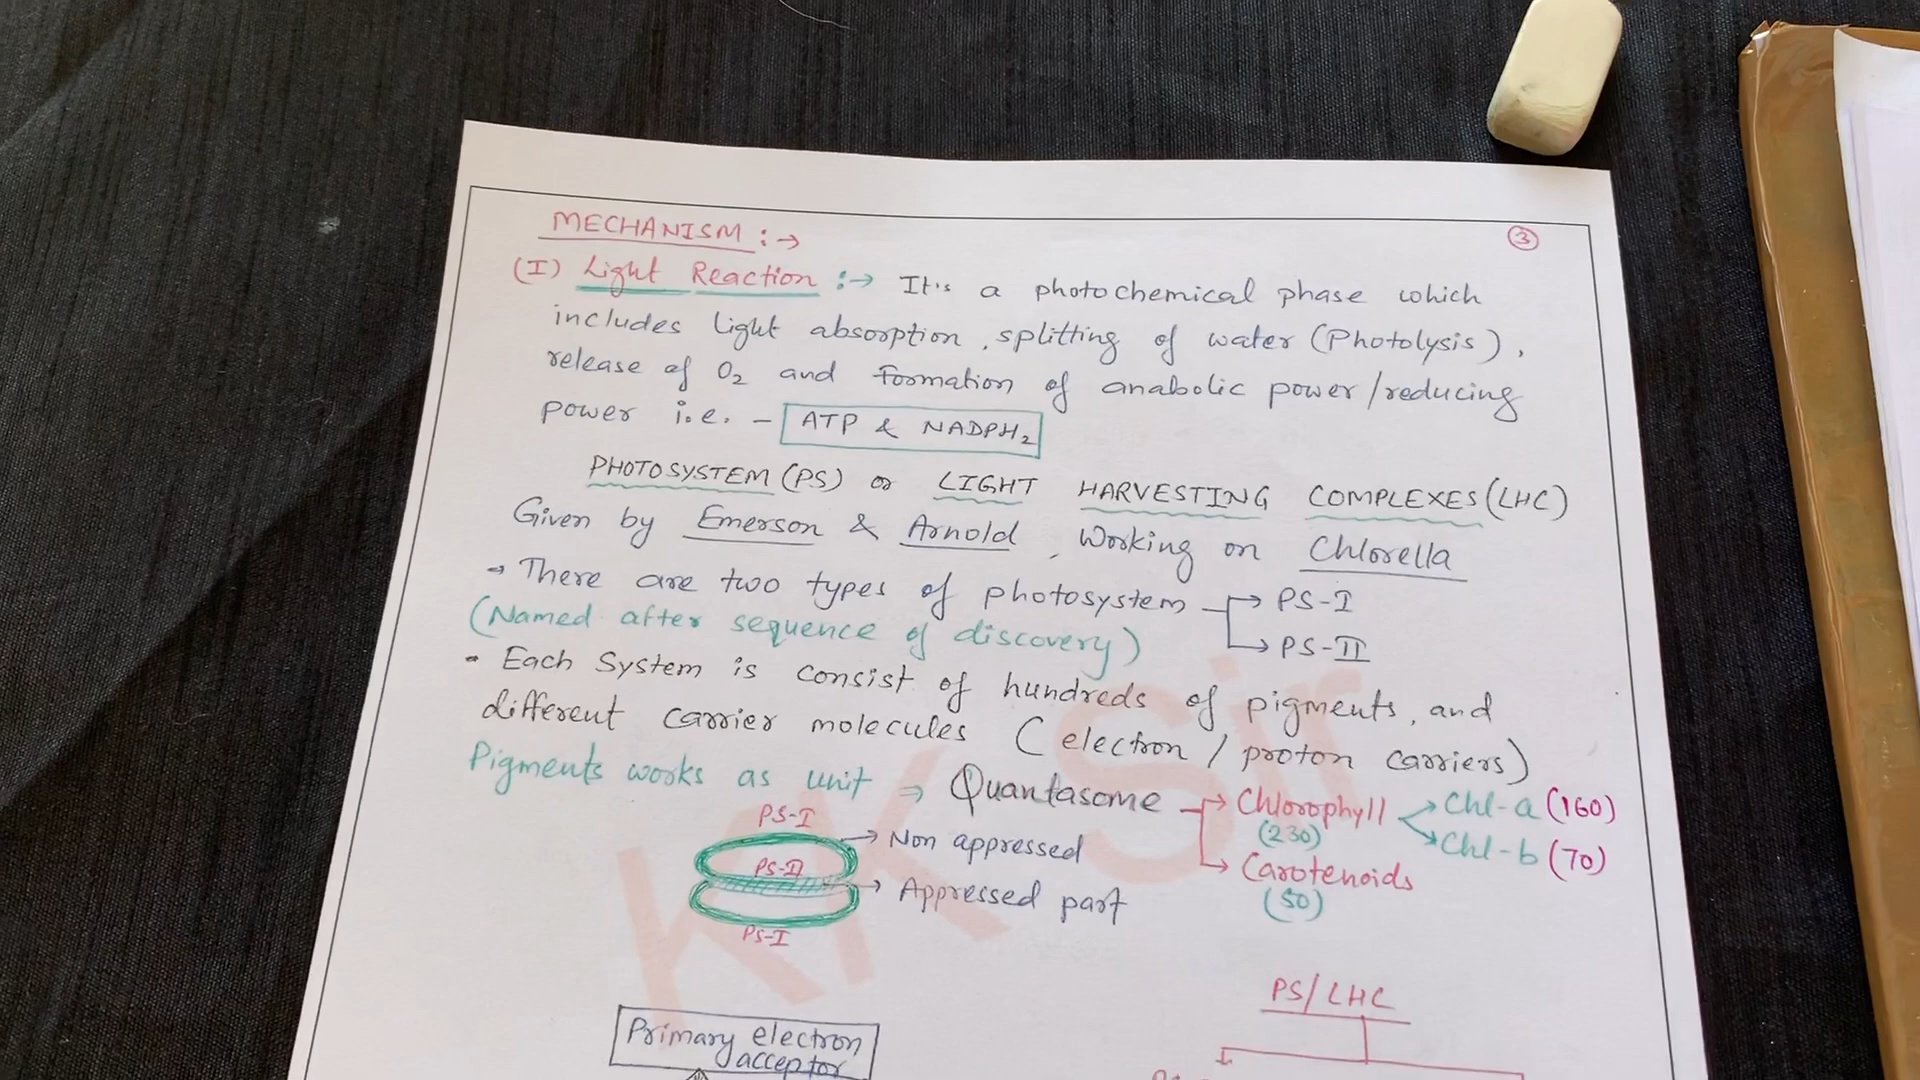 MECHANISM :→
③
(I) Light Reaction :→ It's a photochemical phase which
includes light absorption, splitting of water (Photolysis),
release of O₂ and formation of anabolic power/reducing
power i.e. - ATP & NADPH₂
PHOTOSYSTEM (PS) or LIGHT HARVESTING COMPLEXES (LHC)
Given by Emerson & Arnold, Working on Chlorella
→ There are two types of photosystem → PS-I
→ PS-II
(Named after sequence of discovery)
- Each System is consist of hundreds of pigments, and
different carrier molecules (electron / proton carriers)
Pigments works as unit ⇒ Quantasome → Chlorophyll → Chl-a (160)
(230) → Chl-b (70)
→ Carotenoids
(50)
PS-I
→ Non appressed
PS-II
→ Appressed part
PS-I
KK Sir
PS/LHC
Primary electron
acceptor